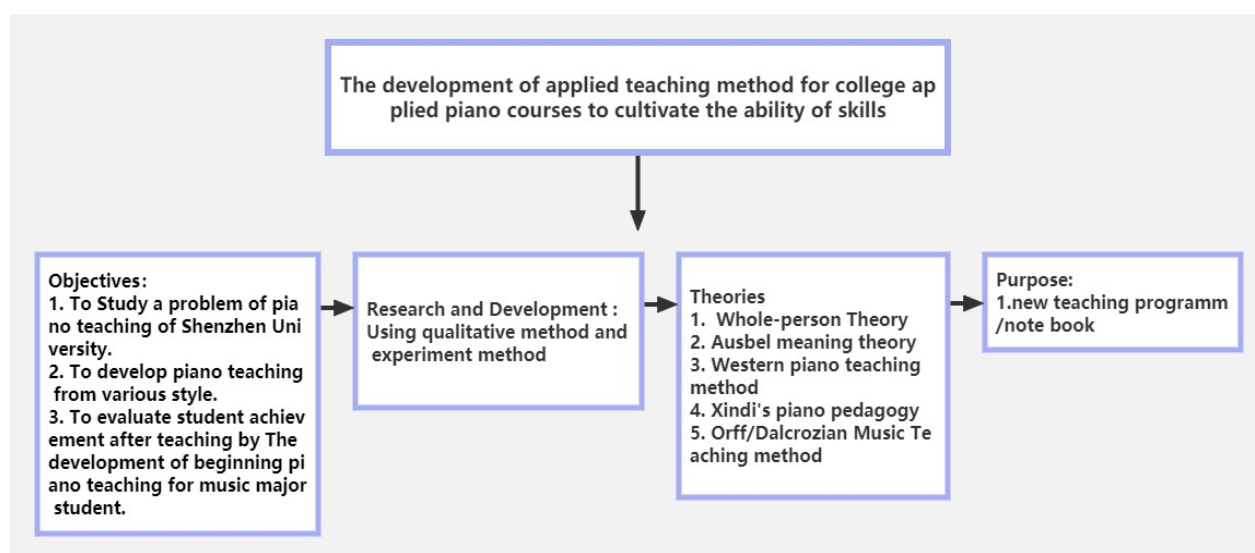 The development of applied teaching method for college ap
plied piano courses to cultivate the ability of skills
Objectives:
1. To Study a problem of pia
no teaching of Shenzhen Uni
versity.
2. To develop piano teaching
from various style.
3. To evaluate student achiev
ement after teaching by The
development of beginning pi
ano teaching for music major
student.
Research and Development :
Using qualitative method and
experiment method
Theories
1. Whole-person Theory
2. Ausbel meaning theory
3. Western piano teaching
method
4. Xindi's piano pedagogy
5. Orff/Dalcrozian Music Te
aching method
Purpose:
1.new teaching programm
/note book